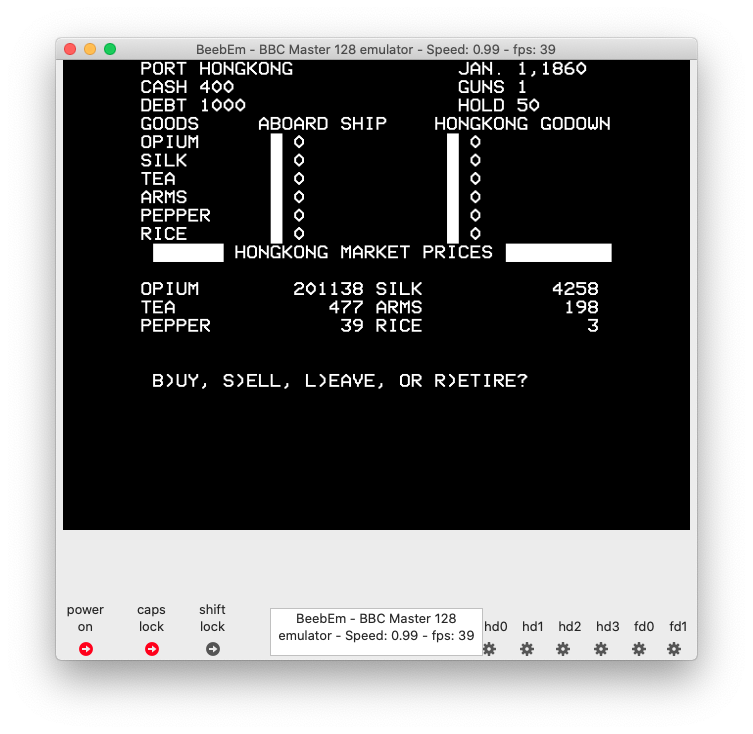 BeebEm - BBC Master 128 emulator - Speed: 0.99 - fps: 39
PORT HONGKONG JAN. 1,1860
CASH 400 GUNS 1
DEBT 1000 HOLD 50
GOODS ABOARD SHIP HONGKONG GODOWN
OPIUM 0 0
SILK 0 0
TEA 0 0
ARMS 0 0
PEPPER 0 0
RICE 0 0
HONGKONG MARKET PRICES
OPIUM 201138 SILK 4258
TEA 477 ARMS 198
PEPPER 39 RICE 3
B)UY, S)ELL, L)EAVE, OR R)ETIRE?
power caps shift
on lock lock
BeebEm - BBC Master 128
emulator - Speed: 0.99 - fps: 39
hd0 hd1 hd2 hd3 fd0 fd1